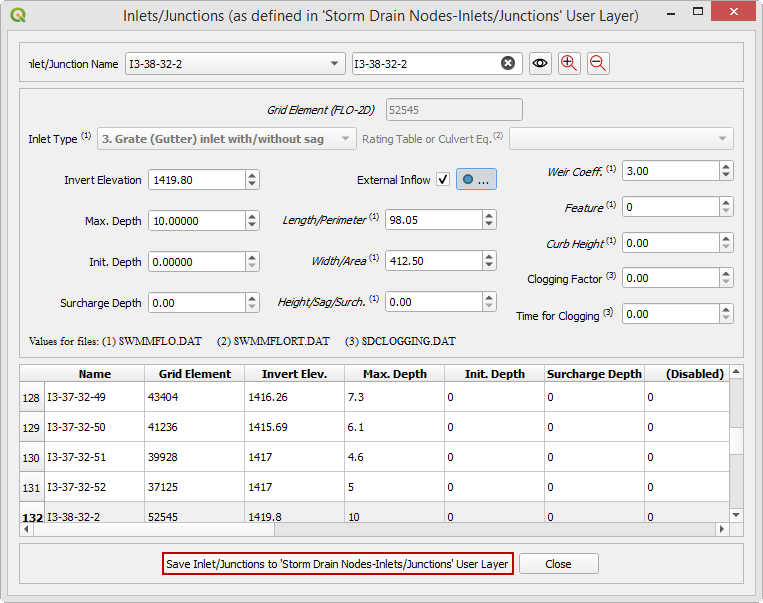 Inlets/Junctions (as defined in 'Storm Drain Nodes-Inlets/Junctions' User Layer)
nlet/Junction Name I3-38-32-2 I3-38-32-2
Grid Element (FLO-2D) 52545
Inlet Type (1) 3. Grate (Gutter) inlet with/without sag Rating Table or Culvert Eq. (2)
Invert Elevation 1419.80 External Inflow ... Weir Coeff. (1) 3.00
Max. Depth 10.00000 Length/Perimeter (1) 98.05 Feature (1) 0
Init. Depth 0.00000 Width/Area (1) 412.50 Curb Height (1) 0.00
Surcharge Depth 0.00 Height/Sag/Surch. (1) 0.00 Clogging Factor (3) 0.00
Time for Clogging (3) 0.00
Values for files: (1) SWMMFLO.DAT (2) SWMMFLORT.DAT (3) SDCLOGGING.DAT
Name Grid Element Invert Elev. Max. Depth Init. Depth Surcharge Depth (Disabled)
128 I3-37-32-49 43404 1416.26 7.3 0 0 0
129 I3-37-32-50 41236 1415.69 6.1 0 0 0
130 I3-37-32-51 39928 1417 4.6 0 0 0
131 I3-37-32-52 37125 1417 5 0 0 0
132 I3-38-32-2 52545 1419.8 10 0 0 0
Save Inlet/Junctions to 'Storm Drain Nodes-Inlets/Junctions' User Layer Close